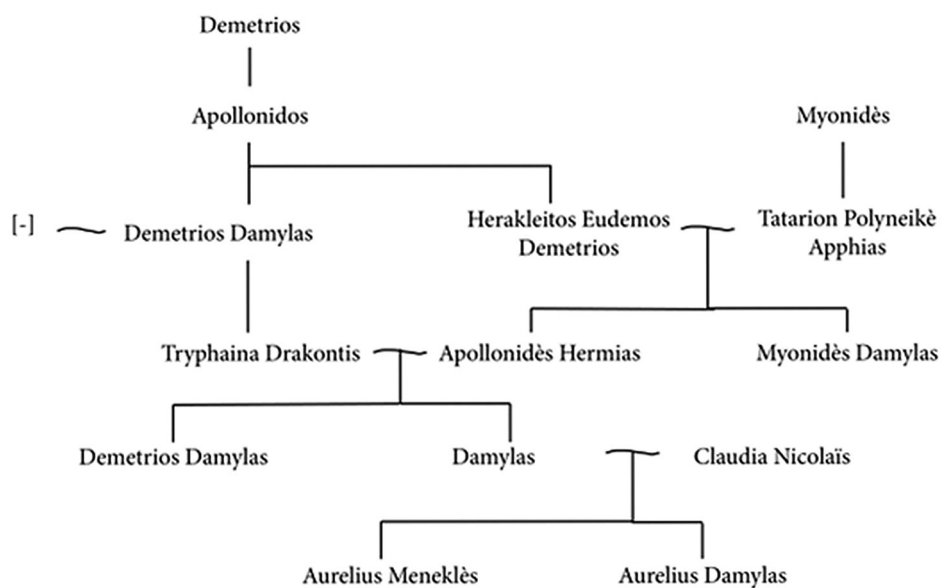 Demetrios
Apollonidos
Myonidès
[-]
Demetrios Damylas
Herakleitos Eudemos
Demetrios
Tatarion Polyneikè
Apphias
Tryphaina Drakontis
Apollonidès Hermias
Myonidès Damylas
Demetrios Damylas
Damylas
Claudia Nicolaïs
Aurelius Meneklès
Aurelius Damylas